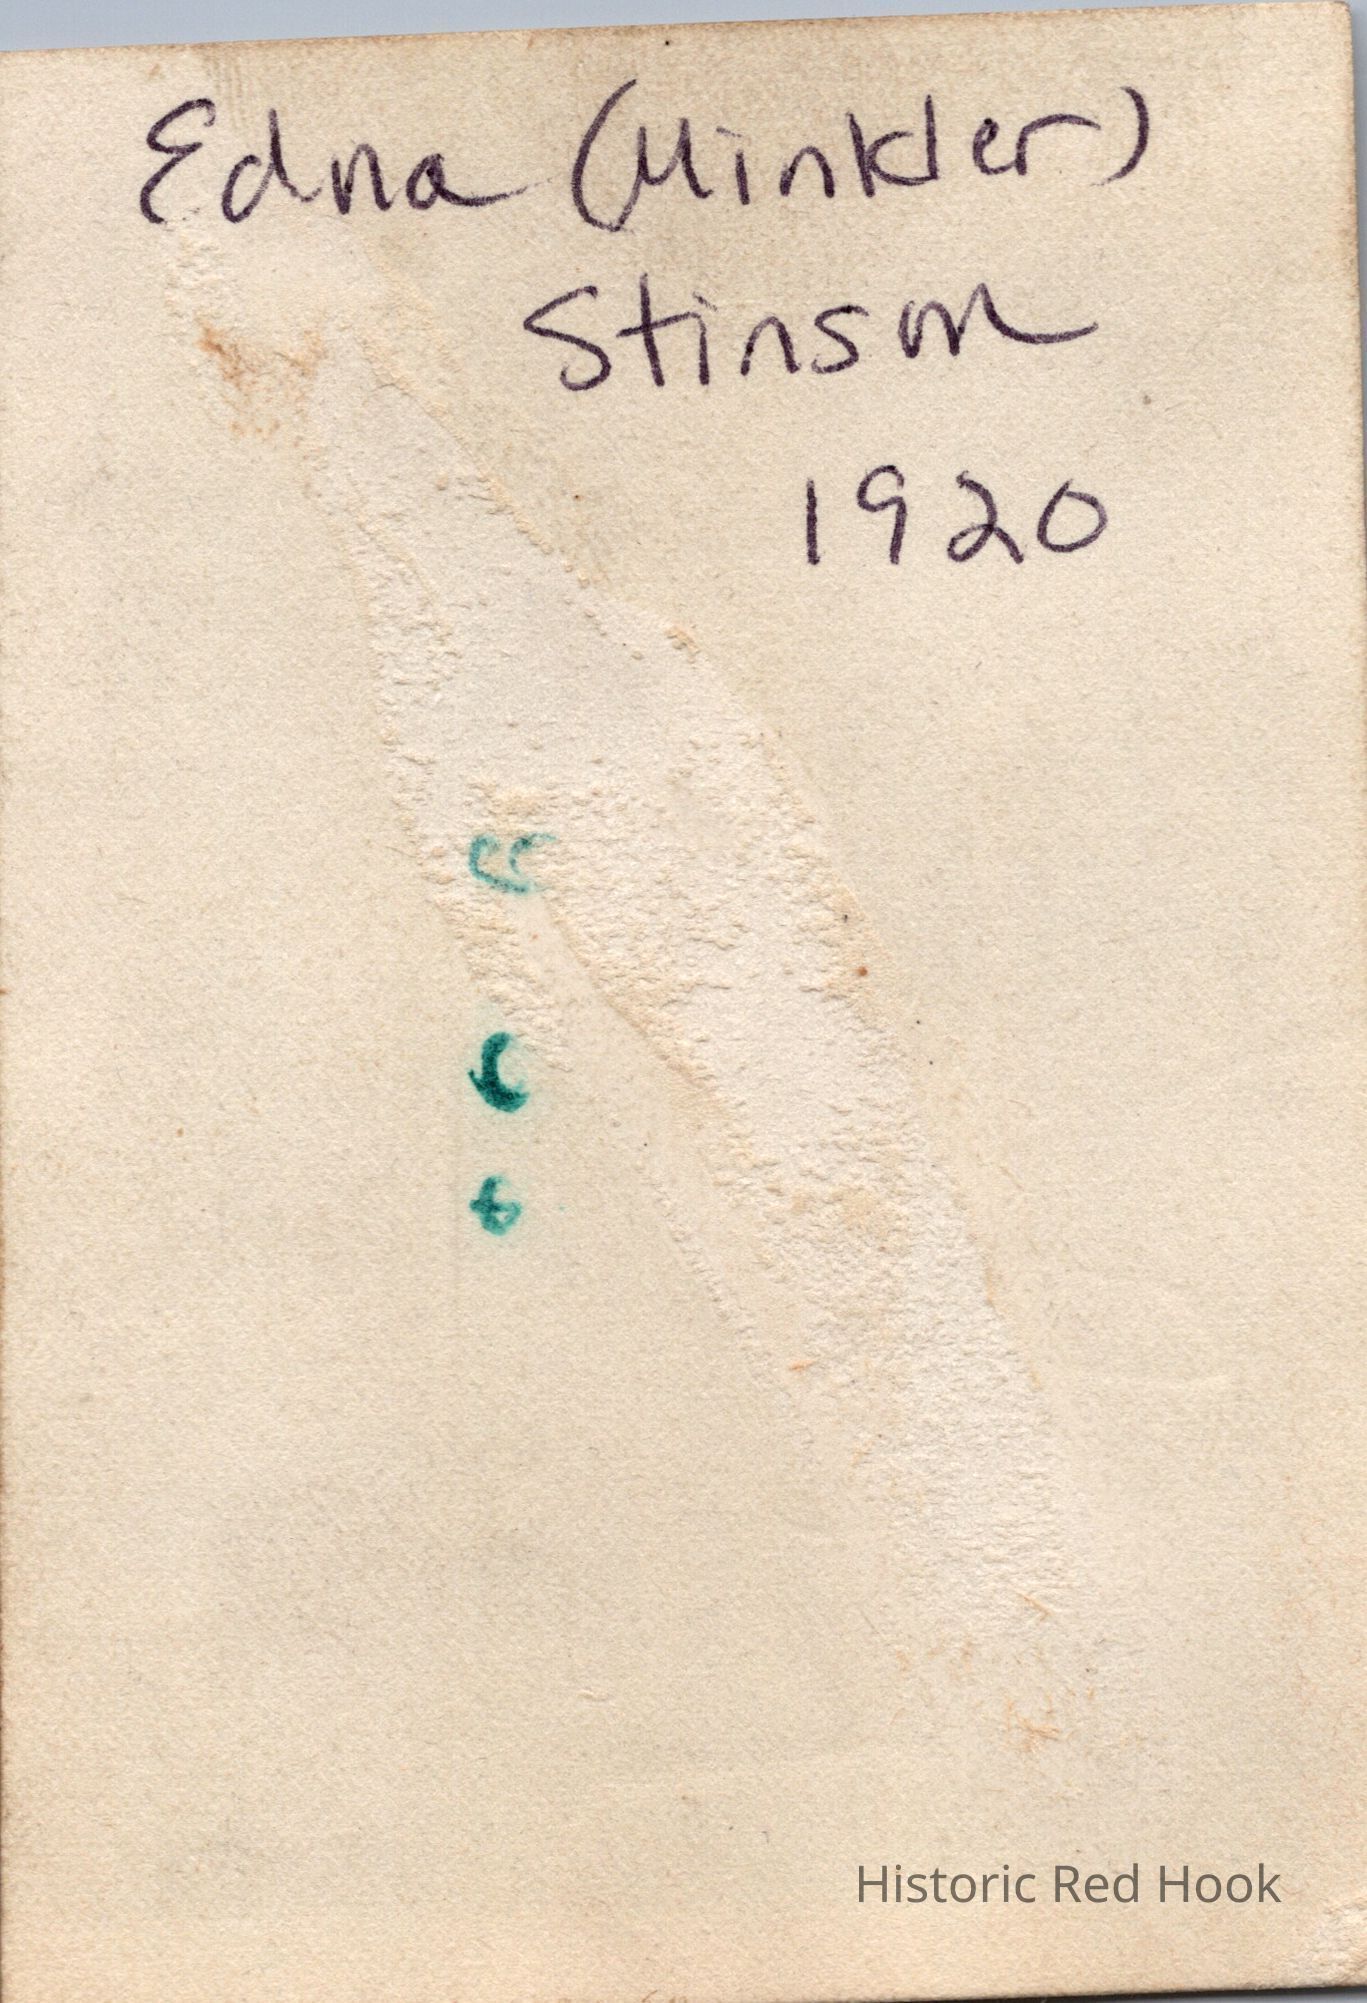 Edna (Minkler)
Stinson
1920
Historic Red Hook